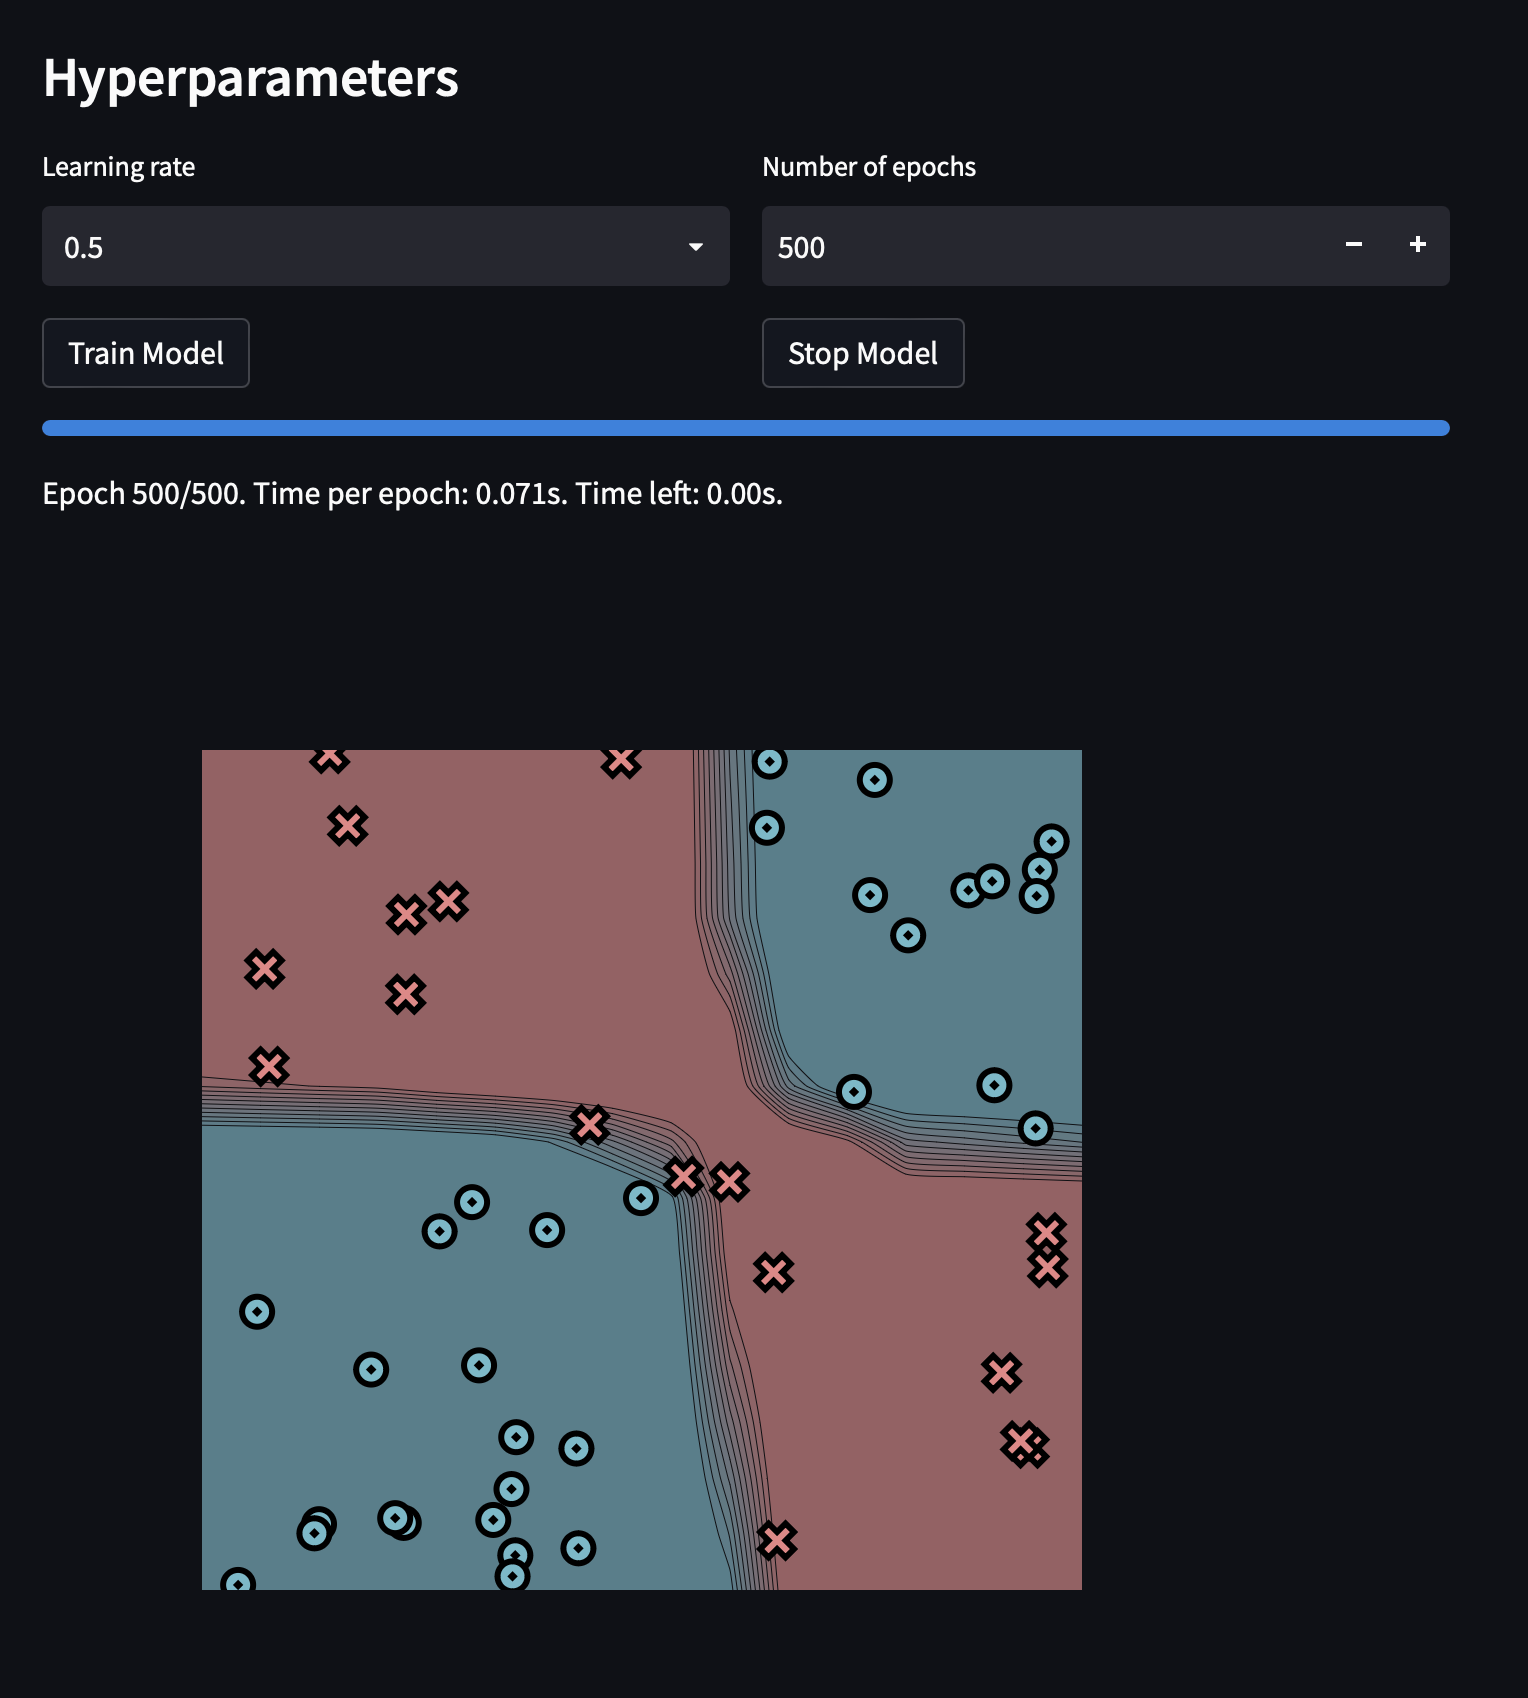 Hyperparameters
Learning rate
Number of epochs
0.5
500
Train Model
Stop Model
Epoch 500/500. Time per epoch: 0.071s. Time left: 0.00s.